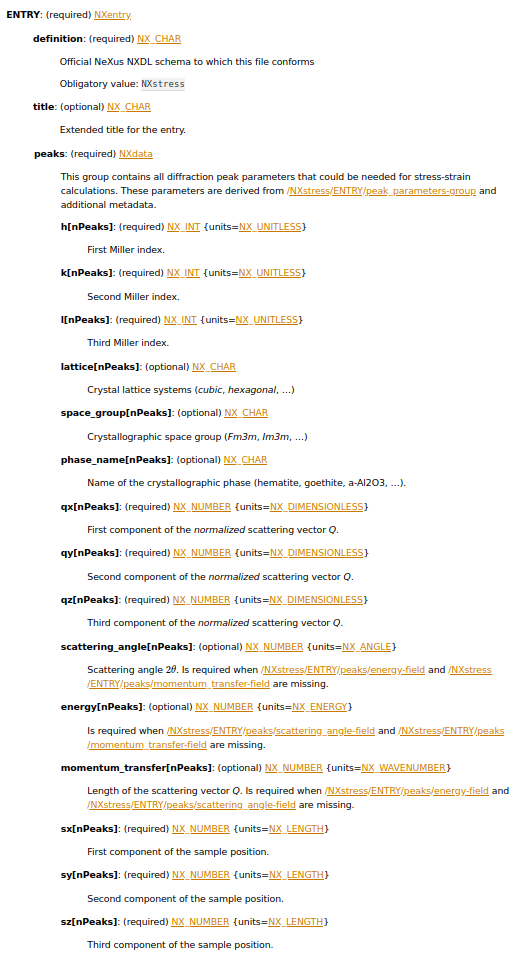 ENTRY: (required) NXentry
definition: (required) NX_CHAR
Official NeXus NXDL schema to which this file conforms
Obligatory value: NXstress
title: (optional) NX_CHAR
Extended title for the entry.
peaks: (required) NXdata
This group contains all diffraction peak parameters that could be needed for stress-strain
calculations. These parameters are derived from /NXstress/ENTRY/peak_parameters-group and
additional metadata.
h[nPeaks]: (required) NX_INT {units=NX_UNITLESS}
First Miller index.
k[nPeaks]: (required) NX_INT {units=NX_UNITLESS}
Second Miller index.
l[nPeaks]: (required) NX_INT {units=NX_UNITLESS}
Third Miller index.
lattice[nPeaks]: (optional) NX_CHAR
Crystal lattice systems (cubic, hexagonal, …)
space_group[nPeaks]: (optional) NX_CHAR
Crystallographic space group (Fm3m, Im3m, …)
phase_name[nPeaks]: (optional) NX_CHAR
Name of the crystallographic phase (hematite, goethite, a-Al2O3, …).
qx[nPeaks]: (required) NX_NUMBER {units=NX_DIMENSIONLESS}
First component of the normalized scattering vector Q.
qy[nPeaks]: (required) NX_NUMBER {units=NX_DIMENSIONLESS}
Second component of the normalized scattering vector Q.
qz[nPeaks]: (required) NX_NUMBER {units=NX_DIMENSIONLESS}
Third component of the normalized scattering vector Q.
scattering_angle[nPeaks]: (optional) NX_NUMBER {units=NX_ANGLE}
Scattering angle 2θ. Is required when /NXstress/ENTRY/peaks/energy-field and /NXstress
/ENTRY/peaks/momentum_transfer-field are missing.
energy[nPeaks]: (optional) NX_NUMBER {units=NX_ENERGY}
Is required when /NXstress/ENTRY/peaks/scattering_angle-field and /NXstress/ENTRY/peaks
/momentum_transfer-field are missing.
momentum_transfer[nPeaks]: (optional) NX_NUMBER {units=NX_WAVENUMBER}
Length of the scattering vector Q. Is required when /NXstress/ENTRY/peaks/energy-field and
/NXstress/ENTRY/peaks/scattering_angle-field are missing.
sx[nPeaks]: (required) NX_NUMBER {units=NX_LENGTH}
First component of the sample position.
sy[nPeaks]: (required) NX_NUMBER {units=NX_LENGTH}
Second component of the sample position.
sz[nPeaks]: (required) NX_NUMBER {units=NX_LENGTH}
Third component of the sample position.